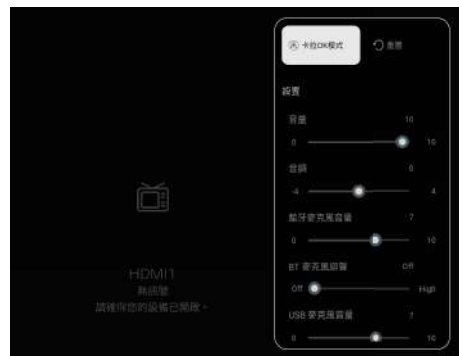 卡拉OK模式
重置
設置
音量 10
0 10
音調 0
-4 4
藍牙麥克風音量 7
0 10
BT 麥克風迴聲 Off
Off High
USB 麥克風音量 7
0 10
HDMI1
無訊號
請確保您的設備已開啟。